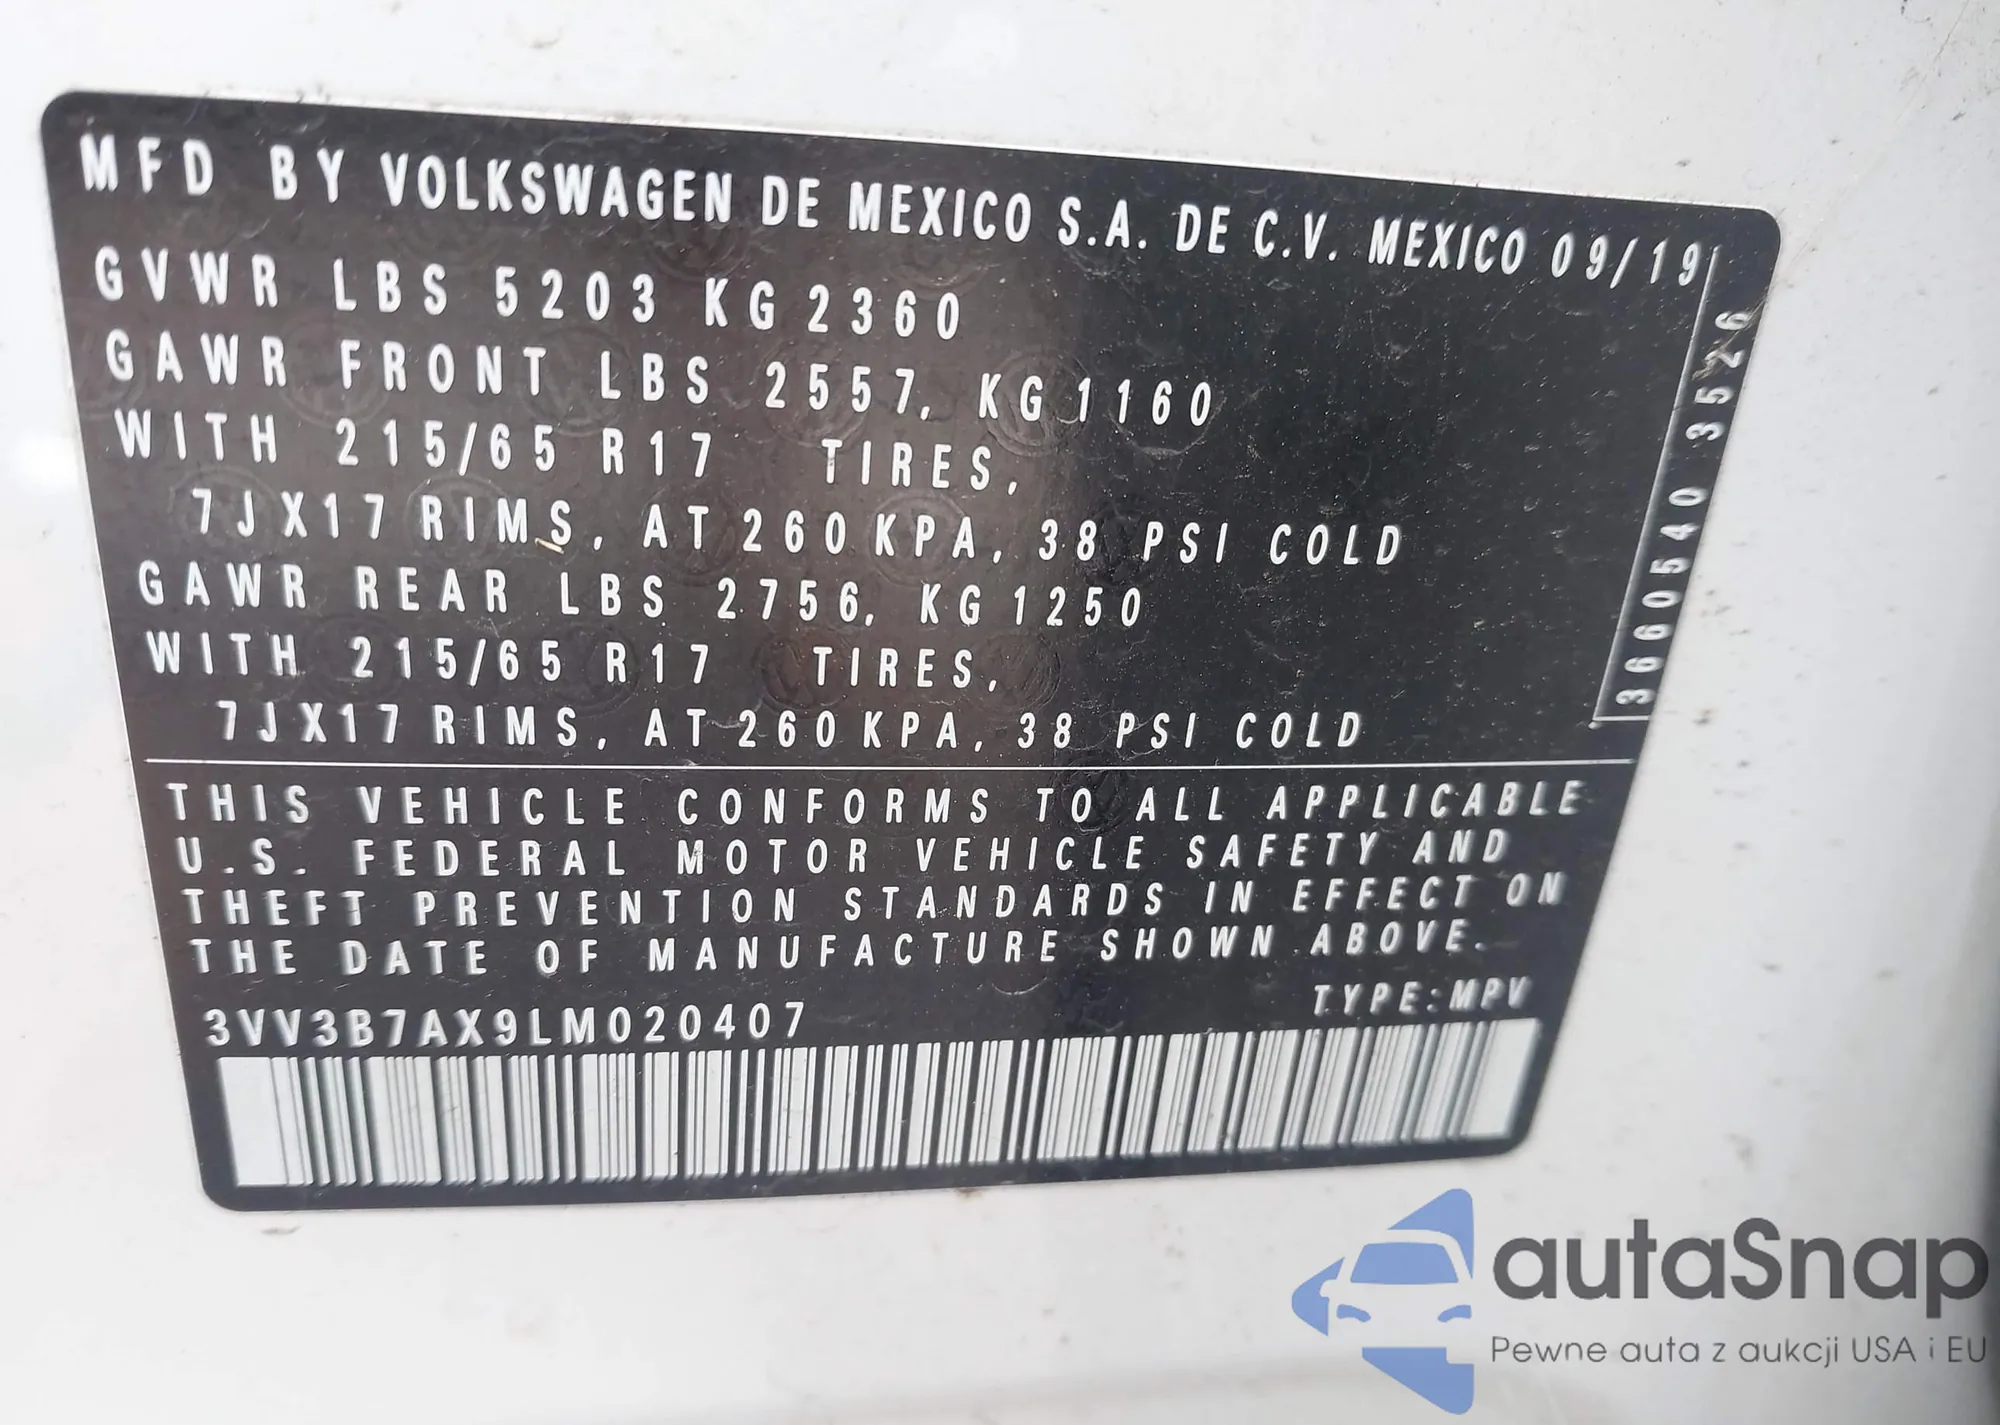 MFD BY VOLKSWAGEN DE MEXICO S.A. DE C.V. MEXICO 09/19
GVWR LBS 5203 KG 2360
GAWR FRONT LBS 2557, KG 1160
WITH 215/65 R17 TIRES,
7JX17 RIMS, AT 260 KPA, 38 PSI COLD
GAWR REAR LBS 2756, KG 1250
WITH 215/65 R17 TIRES,
7JX17 RIMS, AT 260 KPA, 38 PSI COLD
3660540 3526
THIS VEHICLE CONFORMS TO ALL APPLICABLE
U.S. FEDERAL MOTOR VEHICLE SAFETY AND
THEFT PREVENTION STANDARDS IN EFFECT ON
THE DATE OF MANUFACTURE SHOWN ABOVE.
TYPE:MPV
3VV3B7AX9LM020407
autaSnap
Pewne auta z aukcji USA i EU